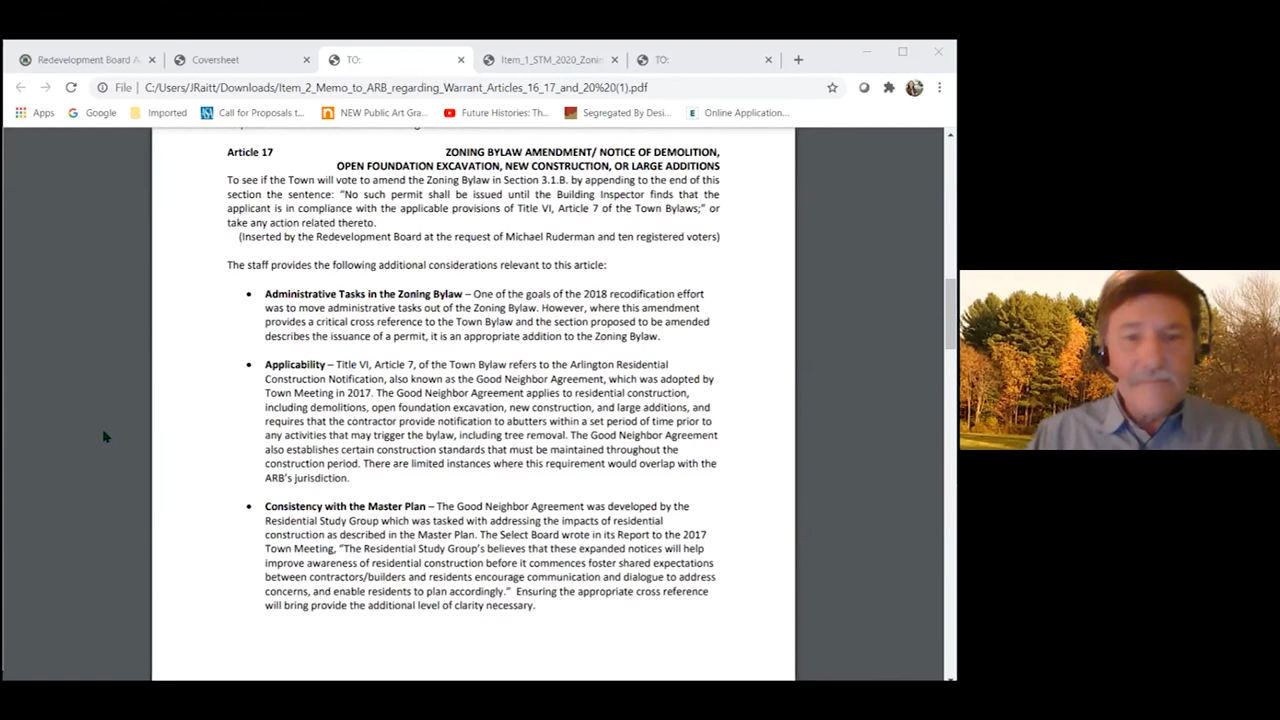 Redevelopment Board A
Coversheet
TO:
Item_1_STM_2020_Zonin
TO:
File
C:/Users/JRaitt/Downloads/Item_2_Memo_to_ARB_regarding_Warrant_Articles_16_17_and_20%20(1).pdf
Apps
Google
Imported
Call for Proposals t...
NEW Public Art Gra...
Future Histories: Th...
Segregated By Desi...
Online Application...
Article 17 ZONING BYLAW AMENDMENT/ NOTICE OF DEMOLITION,
OPEN FOUNDATION EXCAVATION, NEW CONSTRUCTION, OR LARGE ADDITIONS
To see if the Town will vote to amend the Zoning Bylaw in Section 3.1.B. by appending to the end of this
section the sentence: “No such permit shall be issued until the Building Inspector finds that the
applicant is in compliance with the applicable provisions of Title VI, Article 7 of the Town Bylaws;” or
take any action related thereto.
(Inserted by the Redevelopment Board at the request of Michael Ruderman and ten registered voters)
The staff provides the following additional considerations relevant to this article:
• Administrative Tasks in the Zoning Bylaw – One of the goals of the 2018 recodification effort
was to move administrative tasks out of the Zoning Bylaw. However, where this amendment
provides a critical cross reference to the Town Bylaw and the section proposed to be amended
describes the issuance of a permit, it is an appropriate addition to the Zoning Bylaw.
• Applicability – Title VI, Article 7, of the Town Bylaw refers to the Arlington Residential
Construction Notification, also known as the Good Neighbor Agreement, which was adopted by
Town Meeting in 2017. The Good Neighbor Agreement applies to residential construction,
including demolitions, open foundation excavation, new construction, and large additions, and
requires that the contractor provide notification to abutters within a set period of time prior to
any activities that may trigger the bylaw, including tree removal. The Good Neighbor Agreement
also establishes certain construction standards that must be maintained throughout the
construction period. There are limited instances where this requirement would overlap with the
ARB’s jurisdiction.
• Consistency with the Master Plan – The Good Neighbor Agreement was developed by the
Residential Study Group which was tasked with addressing the impacts of residential
construction as described in the Master Plan. The Select Board wrote in its Report to the 2017
Town Meeting, “The Residential Study Group’s believes that these expanded notices will help
improve awareness of residential construction before it commences foster shared expectations
between contractors/builders and residents encourage communication and dialogue to address
concerns, and enable residents to plan accordingly.” Ensuring the appropriate cross reference
will bring provide the additional level of clarity necessary.